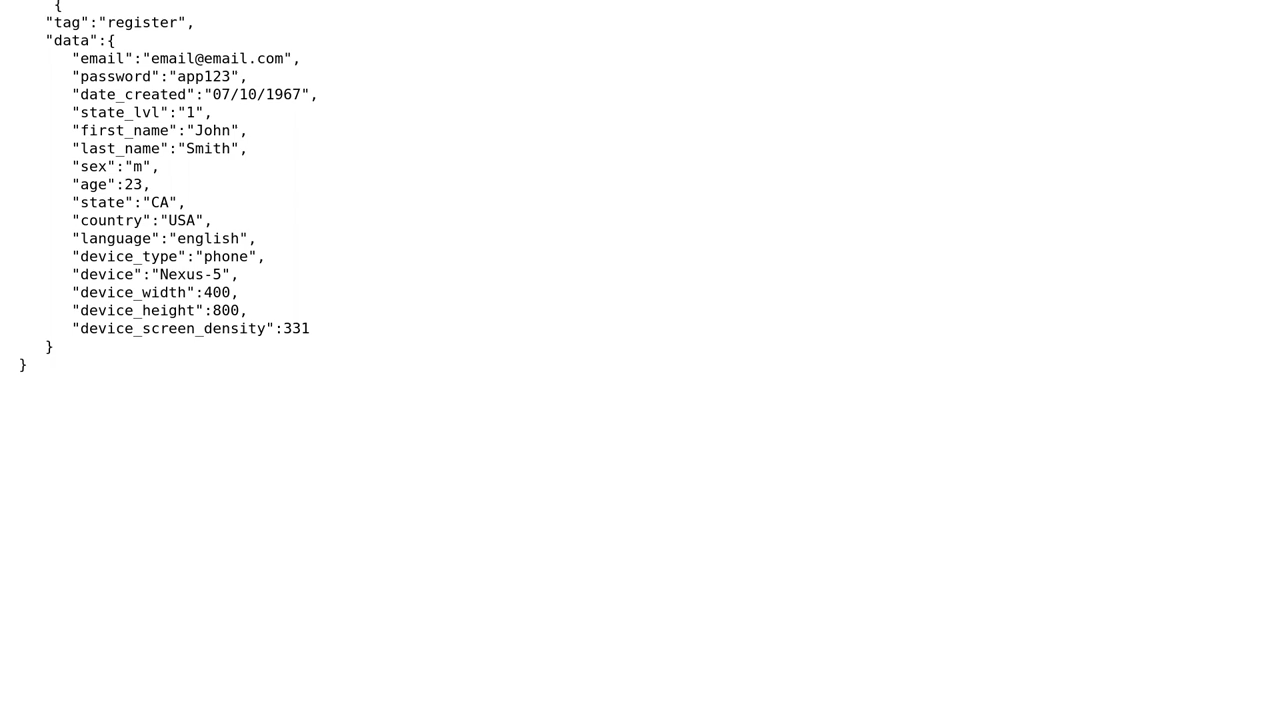 {
"tag":"register",
"data":{
"email":"email@email.com",
"password":"app123",
"date_created":"07/10/1967",
"state_lvl":"1",
"first_name":"John",
"last_name":"Smith",
"sex":"m",
"age":23,
"state":"CA",
"country":"USA",
"language":"english",
"device_type":"phone",
"device":"Nexus-5",
"device_width":400,
"device_height":800,
"device_screen_density":331
}
}